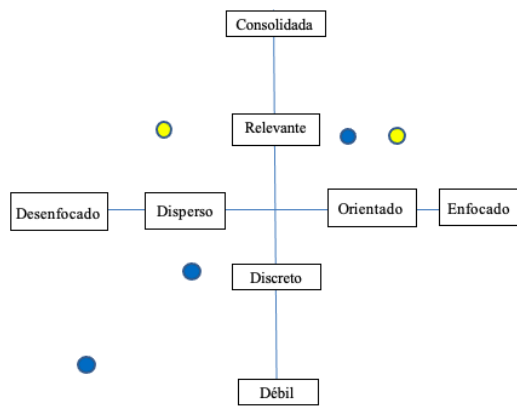 Consolidada
Relevante
Desenfocado
Disperso
Orientado
Enfocado
Discreto
Débil